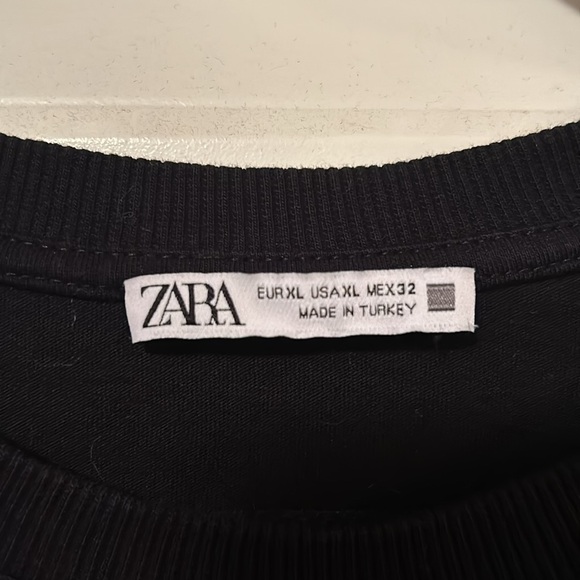 ZARA
EUR XL USA XL MEX 32
MADE IN TURKEY